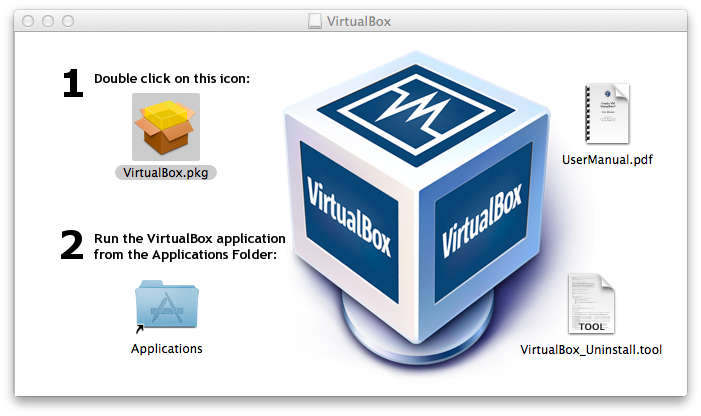 VirtualBox
1 Double click on this icon:
VirtualBox.pkg
2 Run the VirtualBox application
from the Applications Folder:
Applications
VirtualBox
VirtualBox
UserManual.pdf
TOOL
VirtualBox_Uninstall.tool